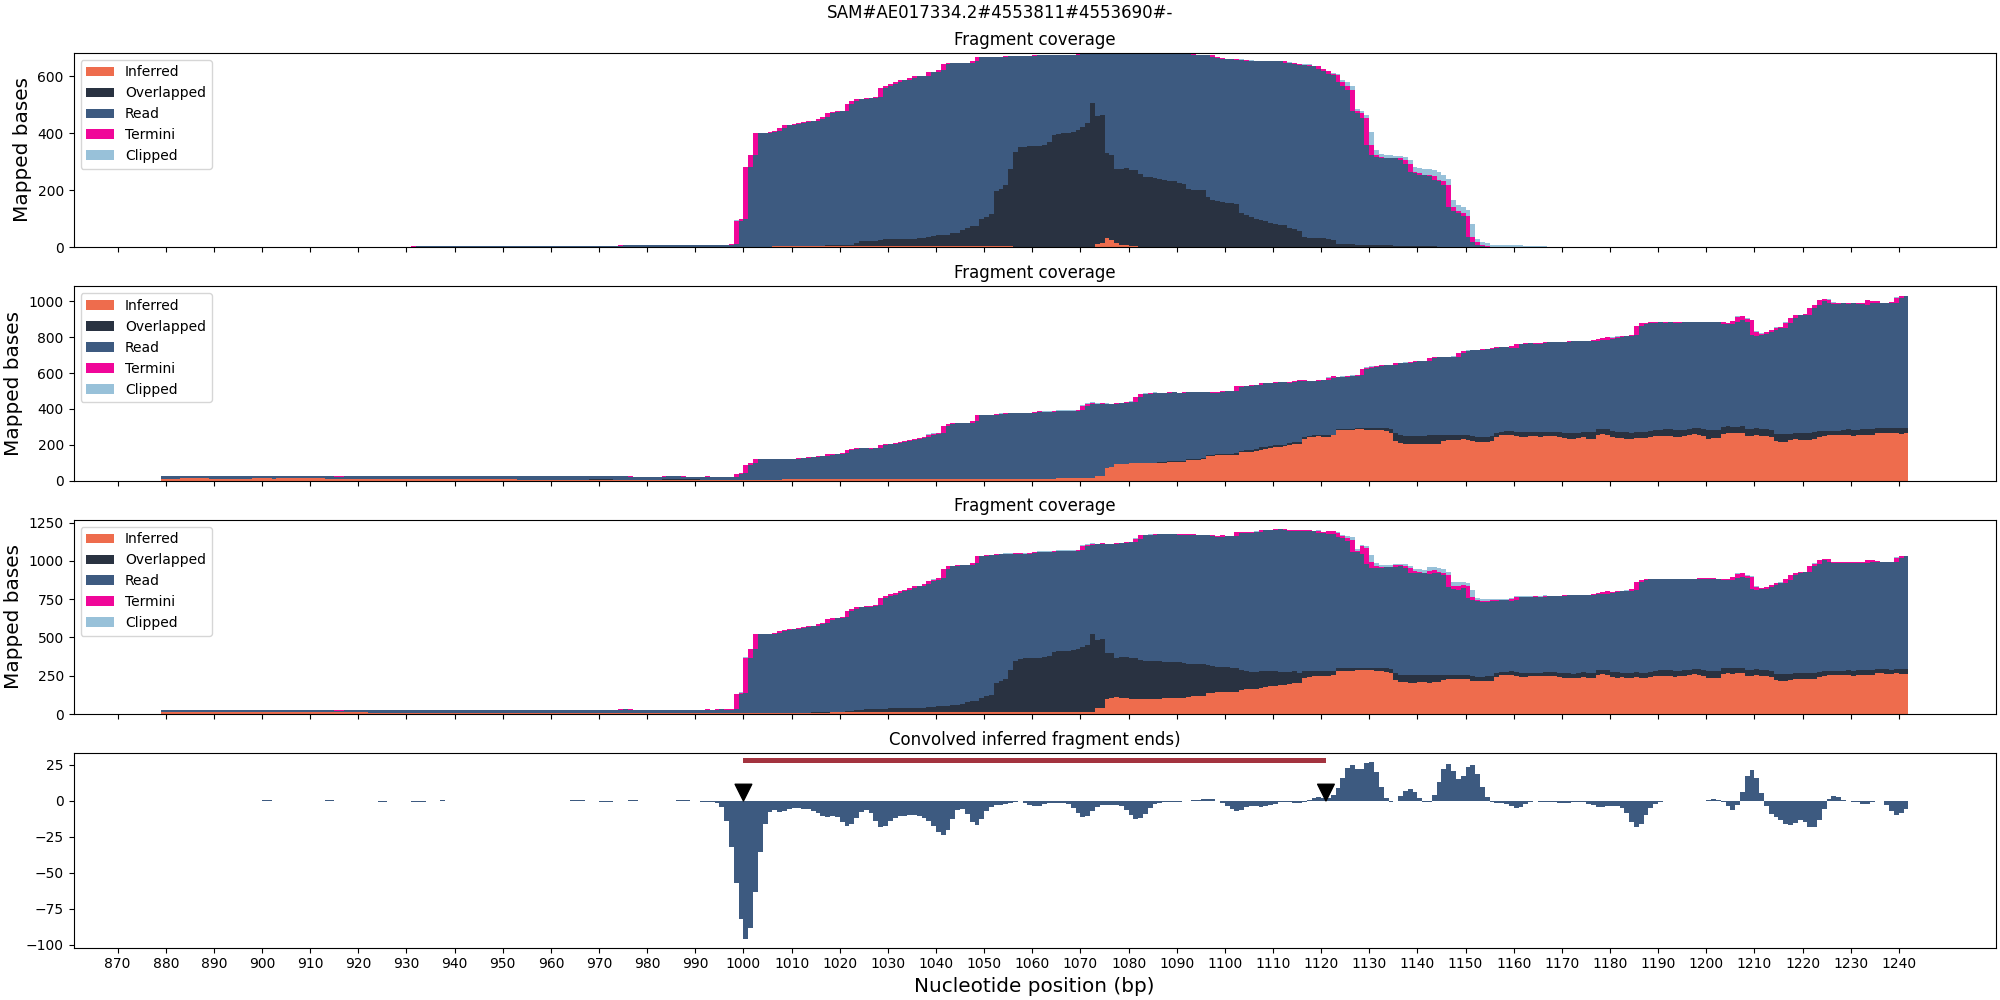 SAM#AE017334.2#4553811#4553690#-
Fragment coverage
Mapped bases
600
400
200
0
Inferred
Overlapped
Read
Termini
Clipped
Fragment coverage
Mapped bases
1000
800
600
400
200
0
Inferred
Overlapped
Read
Termini
Clipped
Fragment coverage
Mapped bases
1250
1000
750
500
250
0
Inferred
Overlapped
Read
Termini
Clipped
Convolved inferred fragment ends)
25
0
−25
−50
−75
−100
870 880 890 900 910 920 930 940 950 960 970 980 990 1000 1010 1020 1030 1040 1050 1060 1070 1080 1090 1100 1110 1120 1130 1140 1150 1160 1170 1180 1190 1200 1210 1220 1230 1240
Nucleotide position (bp)